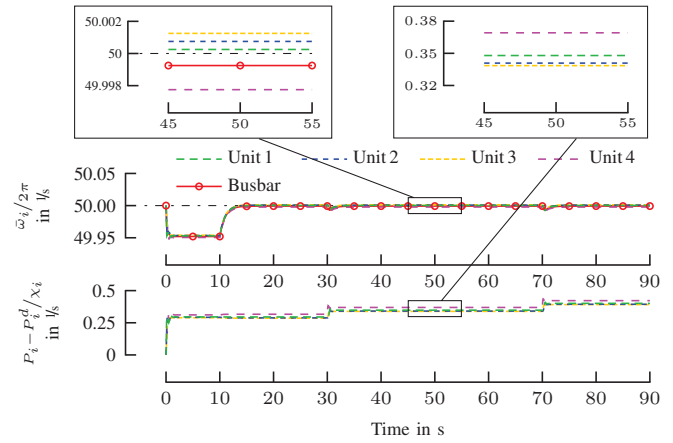 50.002
50
49.998
45 50 55
0.38
0.35
0.32
45 50 55
Unit 1 Unit 2 Unit 3 Unit 4
Busbar
ω̄ᵢ/2π
in 1/s
50.00
49.95
0 10 20 30 40 50 60 70 80 90
Pᵢ−Pᵢᵈ/χᵢ
in 1/s
0.5
0.25
0
0 10 20 30 40 50 60 70 80 90
Time in s